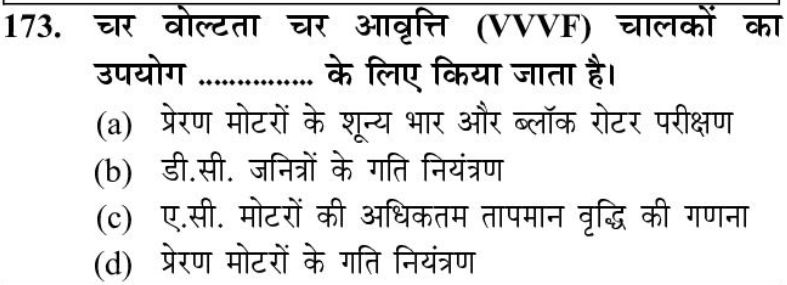 173. चर वोल्टता चर आवृत्ति (VVVF) चालकों का
उपयोग ................ के लिए किया जाता है।
(a) प्रेरण मोटरों के शून्य भार और ब्लॉक रोटर परीक्षण
(b) डी.सी. जनित्रों के गति नियंत्रण
(c) ए.सी. मोटरों की अधिकतम तापमान वृद्धि की गणना
(d) प्रेरण मोटरों के गति नियंत्रण